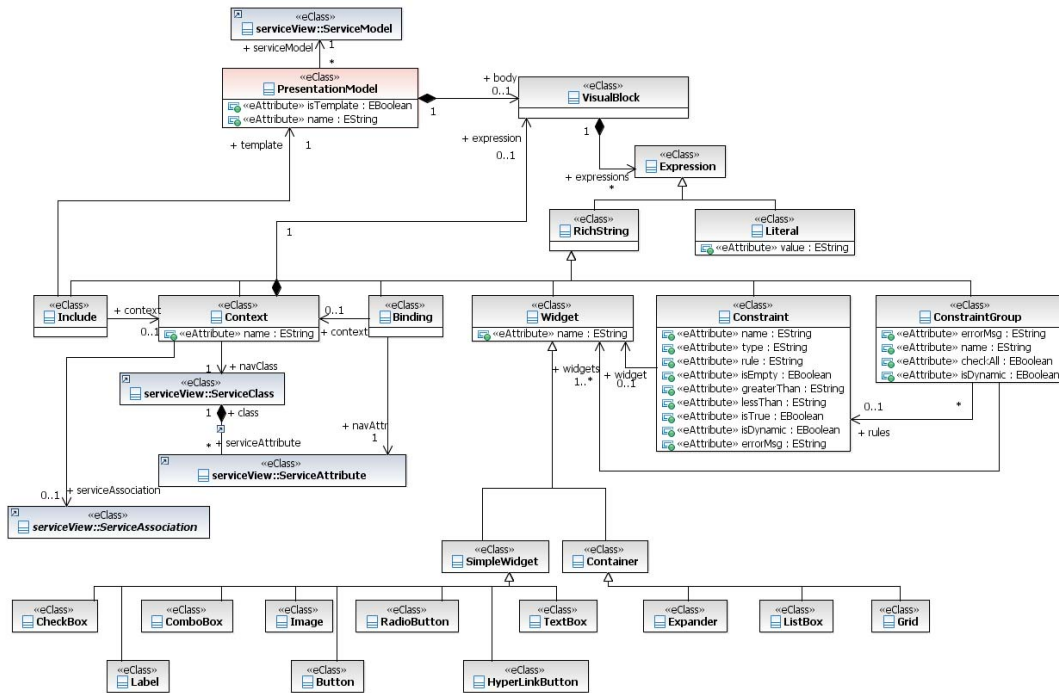 «eClass»
serviceView::ServiceModel
+ serviceModel 1
*
«eClass»
PresentationModel
«eAttribute» isTemplate : EBoolean
«eAttribute» name : EString
1
+ body
0..1
«eClass»
VisualBlock
+ template
1
+ expression
0..1
1
+ expressions
*
«eClass»
Expression
1
«eClass»
RichString
«eClass»
Literal
«eAttribute» value : EString
«eClass»
Include
+ context
0..1
«eClass»
Context
«eAttribute» name : EString
0..1
+ context
«eClass»
Binding
«eClass»
Widget
«eAttribute» name : EString
«eClass»
Constraint
«eAttribute» name : EString
«eAttribute» type : EString
«eAttribute» rule : EString
«eAttribute» isEmpty : EBoolean
«eAttribute» greaterThan : EString
«eAttribute» lessThan : EString
«eAttribute» isTrue : EBoolean
«eAttribute» isDynamic : EBoolean
«eAttribute» errorMsg : EString
«eClass»
ConstraintGroup
«eAttribute» errorMsg : EString
«eAttribute» name : EString
«eAttribute» checkAll : EBoolean
«eAttribute» isDynamic : EBoolean
+ widgets
1..*
+ widget
0..1
0..1
*
+ rules
+ navClass
1
«eClass»
serviceView::ServiceClass
1
+ class
+ serviceAttribute
*
+ navAttr
1
«eClass»
serviceView::ServiceAttribute
+ serviceAssociation
0..1
«eClass»
serviceView::ServiceAssociation
«eClass»
SimpleWidget
«eClass»
Container
«eClass»
CheckBox
«eClass»
ComboBox
«eClass»
Image
«eClass»
RadioButton
«eClass»
TextBox
«eClass»
Expander
«eClass»
ListBox
«eClass»
Grid
«eClass»
Label
«eClass»
Button
«eClass»
HyperLinkButton